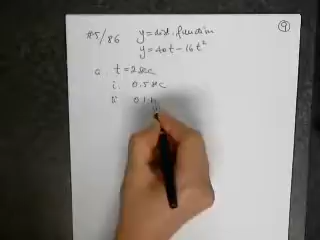 9
#5/86 y = dist. function
y = 40t - 16t²
a. t = 2 sec
i. 0.5 sec
ii 0.1